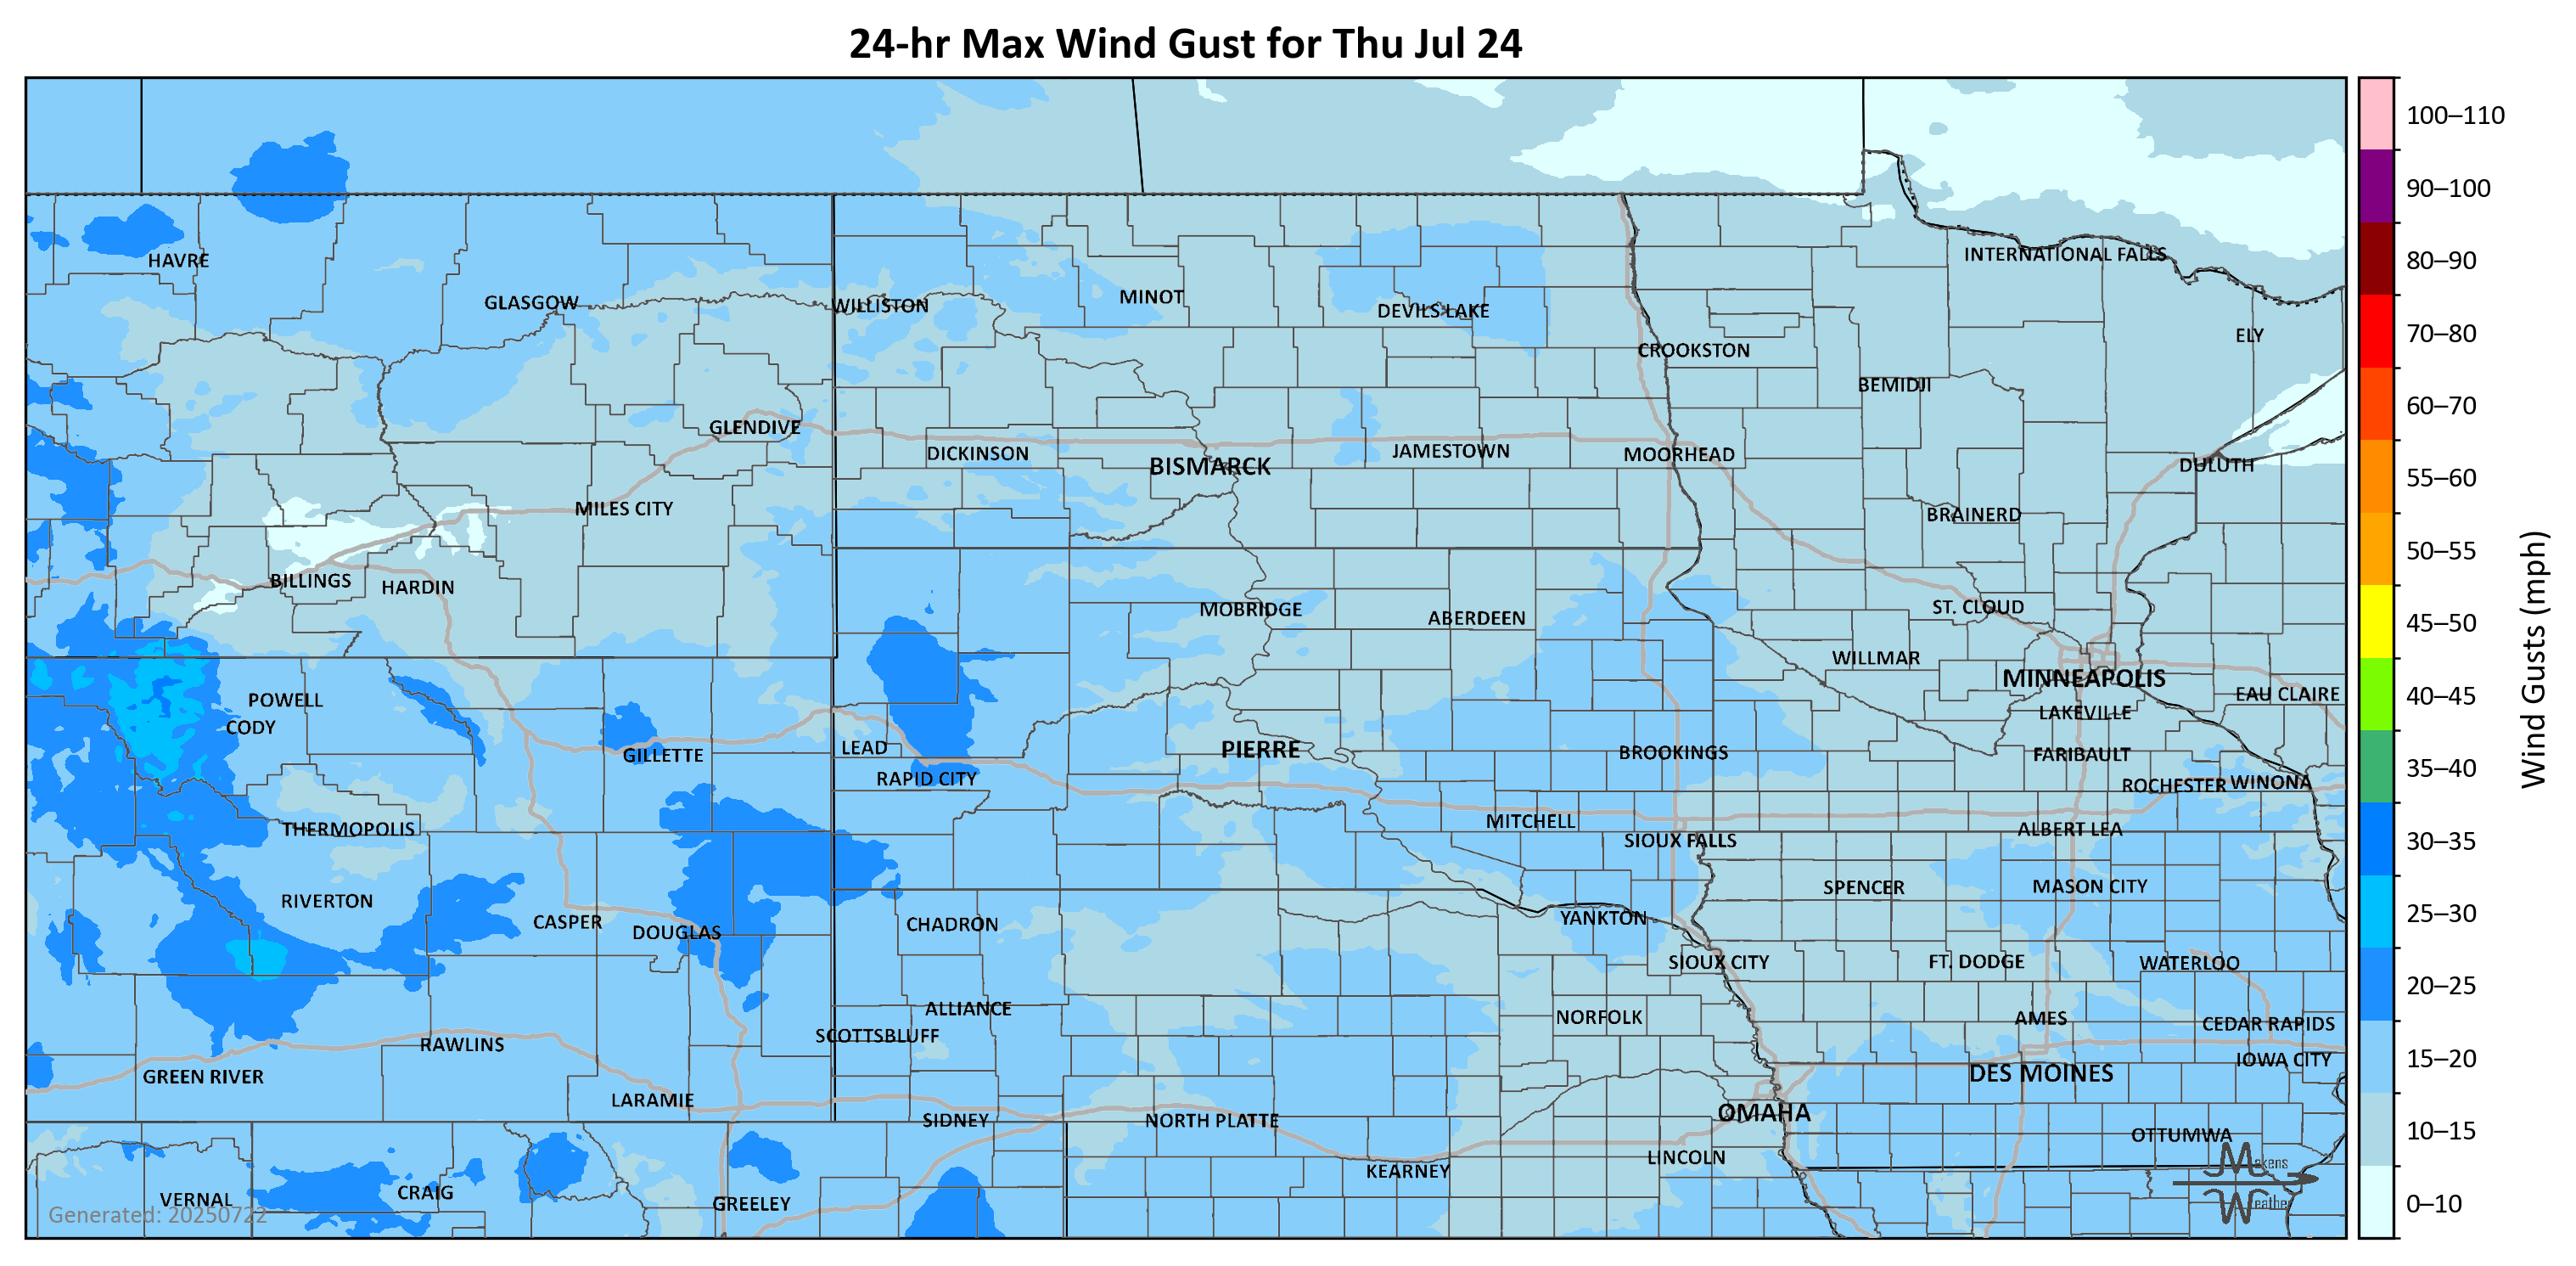 24-hr Max Wind Gust for Thu Jul 24
100–110
90–100
80–90
70–80
60–70
55–60
50–55
45–50
40–45
35–40
30–35
25–30
20–25
15–20
10–15
0–10
Wind Gusts (mph)
HAVRE
INTERNATIONAL FALLS
GLASGOW
WILLISTON
MINOT
DEVILS LAKE
ELY
CROOKSTON
BEMIDJI
GLENDIVE
DICKINSON
BISMARCK
JAMESTOWN
MOORHEAD
DULUTH
MILES CITY
BRAINERD
BILLINGS
HARDIN
MOBRIDGE
ABERDEEN
ST. CLOUD
WILLMAR
MINNEAPOLIS
EAU CLAIRE
POWELL
CODY
LAKEVILLE
GILLETTE
LEAD
PIERRE
BROOKINGS
FARIBAULT
RAPID CITY
ROCHESTER
WINONA
THERMOPOLIS
MITCHELL
SIOUX FALLS
ALBERT LEA
RIVERTON
SPENCER
MASON CITY
CASPER
DOUGLAS
CHADRON
YANKTON
SIOUX CITY
FT. DODGE
WATERLOO
ALLIANCE
NORFOLK
AMES
CEDAR RAPIDS
SCOTTSBLUFF
RAWLINS
IOWA CITY
GREEN RIVER
DES MOINES
LARAMIE
SIDNEY
NORTH PLATTE
OMAHA
OTTUMWA
LINCOLN
KEARNEY
VERNAL
CRAIG
GREELEY
Generated: 20250722
Makens
Weather